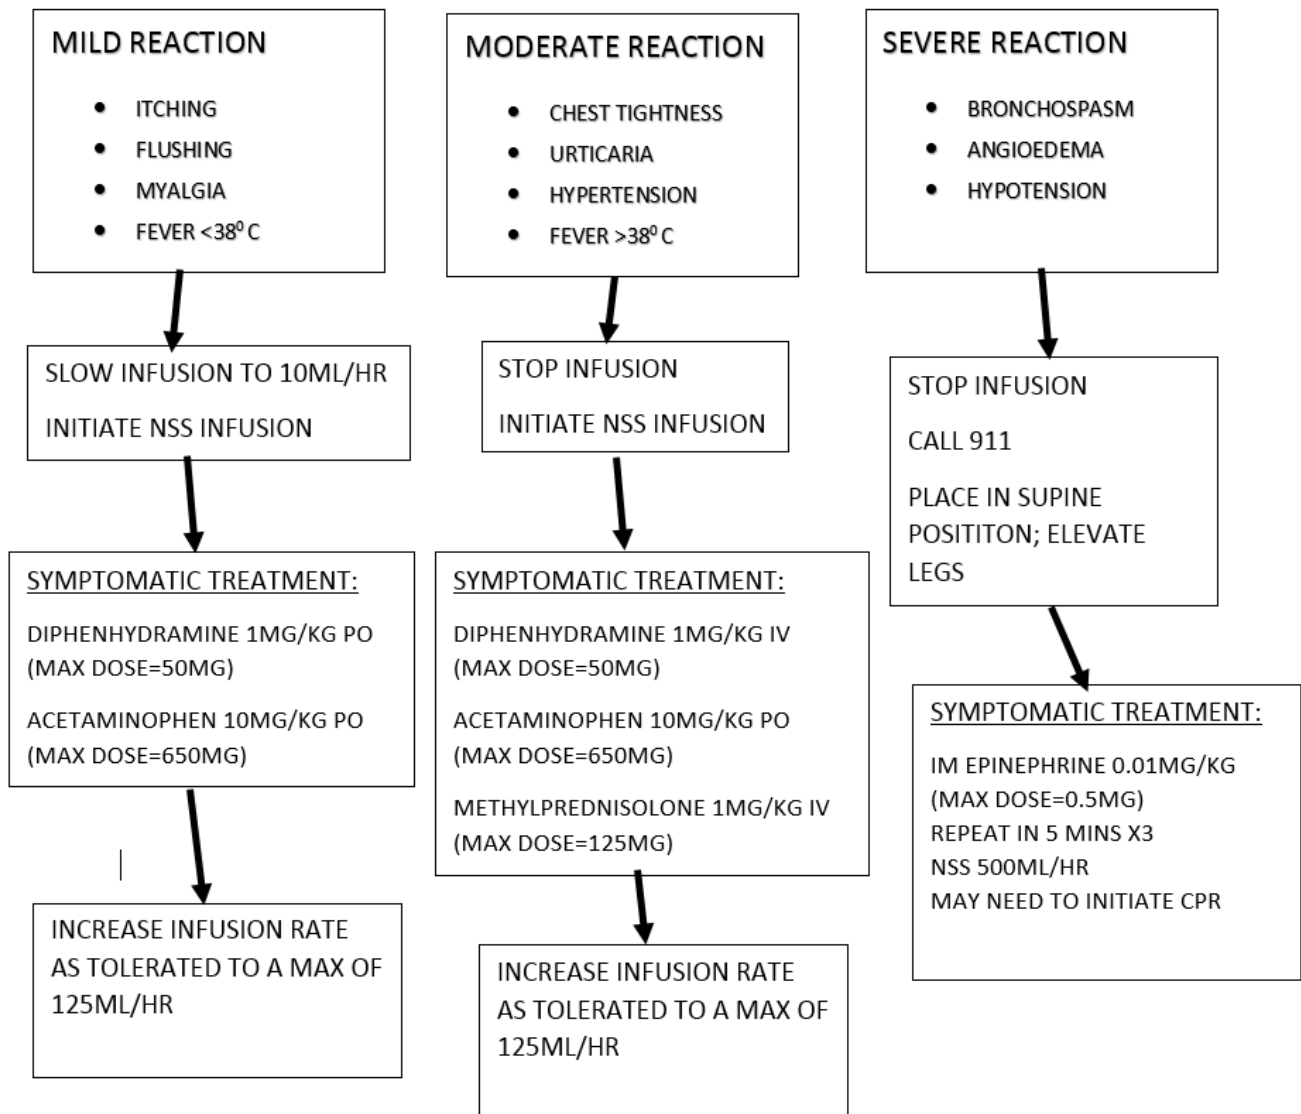 MILD REACTION
• ITCHING
• FLUSHING
• MYALGIA
• FEVER <38⁰ C
SLOW INFUSION TO 10ML/HR
INITIATE NSS INFUSION
SYMPTOMATIC TREATMENT:
DIPHENHYDRAMINE 1MG/KG PO
(MAX DOSE=50MG)
ACETAMINOPHEN 10MG/KG PO
(MAX DOSE=650MG)
INCREASE INFUSION RATE
AS TOLERATED TO A MAX OF
125ML/HR
MODERATE REACTION
• CHEST TIGHTNESS
• URTICARIA
• HYPERTENSION
• FEVER >38⁰ C
STOP INFUSION
INITIATE NSS INFUSION
SYMPTOMATIC TREATMENT:
DIPHENHYDRAMINE 1MG/KG IV
(MAX DOSE=50MG)
ACETAMINOPHEN 10MG/KG PO
(MAX DOSE=650MG)
METHYLPREDNISOLONE 1MG/KG IV
(MAX DOSE=125MG)
INCREASE INFUSION RATE
AS TOLERATED TO A MAX OF
125ML/HR
SEVERE REACTION
• BRONCHOSPASM
• ANGIOEDEMA
• HYPOTENSION
STOP INFUSION
CALL 911
PLACE IN SUPINE
POSITITON; ELEVATE
LEGS
SYMPTOMATIC TREATMENT:
IM EPINEPHRINE 0.01MG/KG
(MAX DOSE=0.5MG)
REPEAT IN 5 MINS X3
NSS 500ML/HR
MAY NEED TO INITIATE CPR